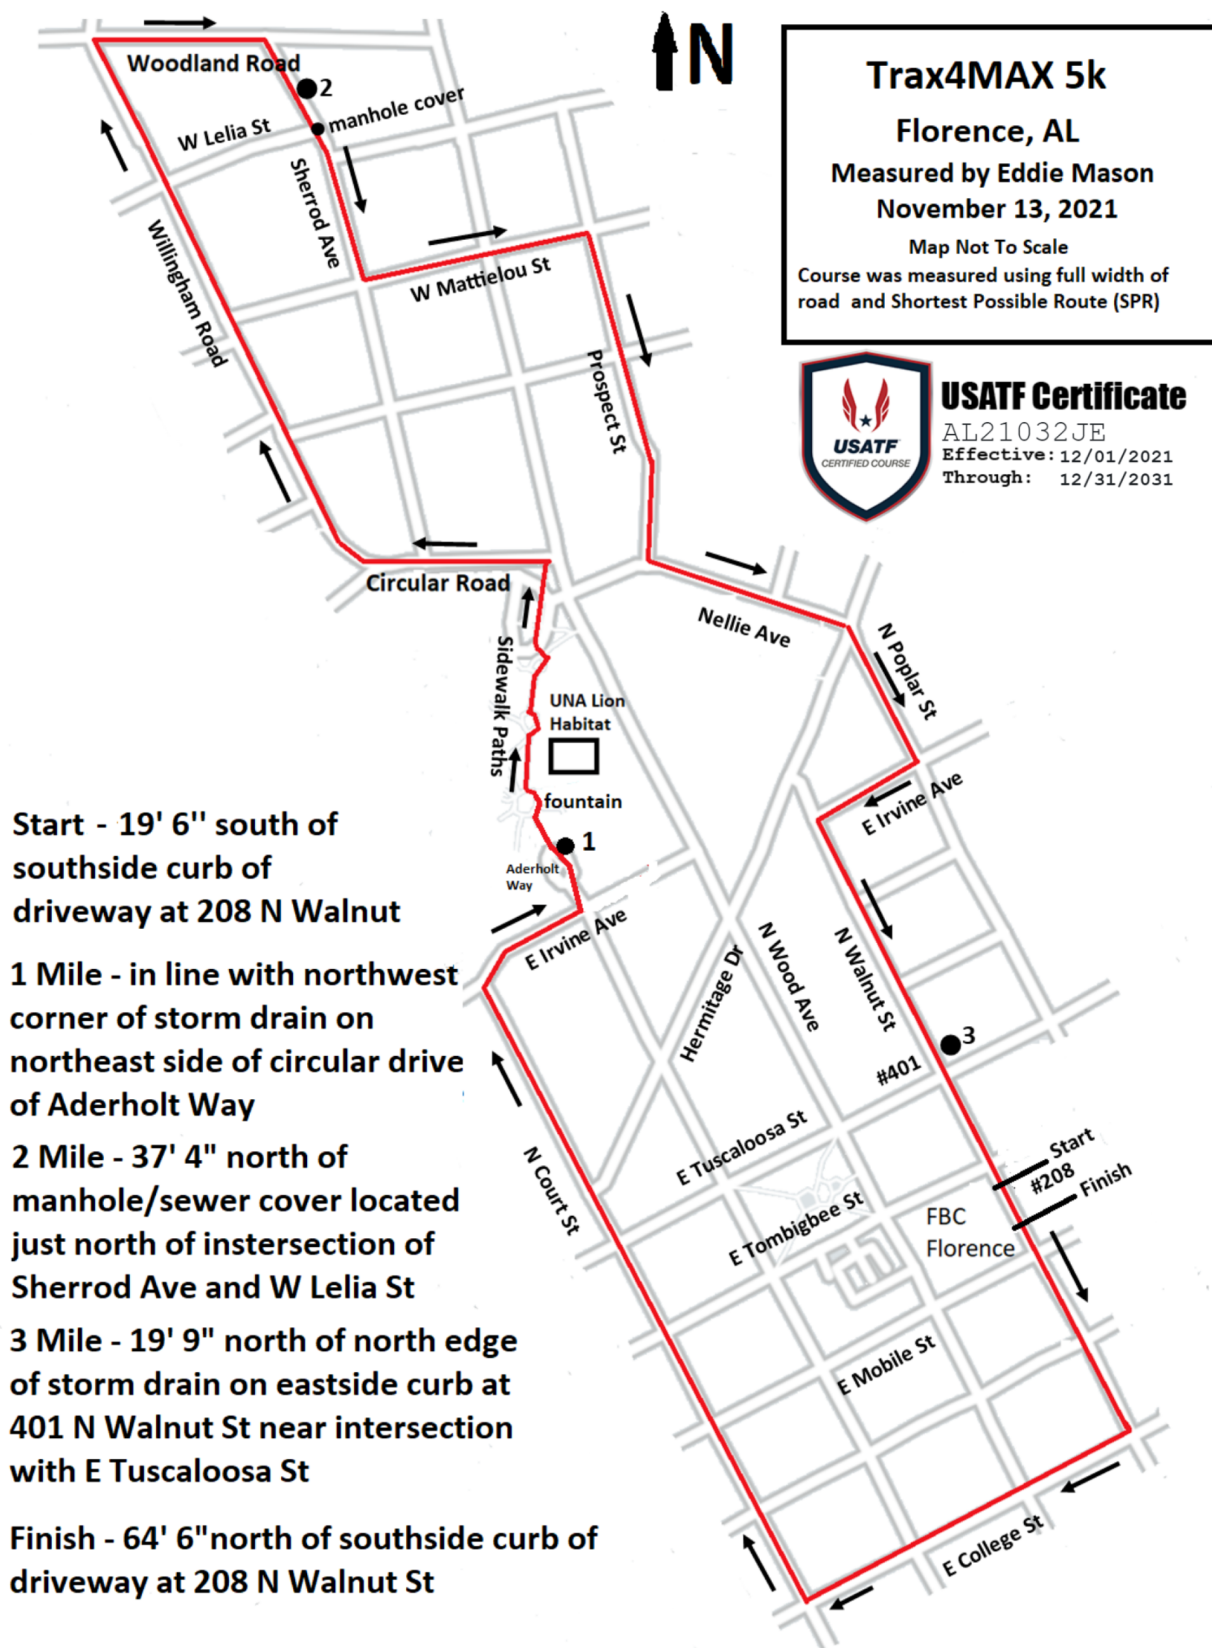 N
Trax4MAX 5k
Florence, AL
Measured by Eddie Mason
November 13, 2021
Map Not To Scale
Course was measured using full width of
road and Shortest Possible Route (SPR)
USATF
CERTIFIED COURSE
USATF Certificate
AL21032JE
Effective: 12/01/2021
Through: 12/31/2031
Woodland Road
2
manhole cover
W Lelia St
Sherrod Ave
Willingham Road
W Mattielou St
Prospect St
Circular Road
Nellie Ave
N Poplar St
Sidewalk Paths
UNA Lion
Habitat
fountain
1
Aderholt
Way
E Irvine Ave
E Irvine Ave
Hermitage Dr
N Wood Ave
N Walnut St
3
#401
N Court St
E Tuscaloosa St
E Tombigbee St
Start
#208
Finish
FBC
Florence
E Mobile St
E College St
Start - 19' 6'' south of
southside curb of
driveway at 208 N Walnut
1 Mile - in line with northwest
corner of storm drain on
northeast side of circular drive
of Aderholt Way
2 Mile - 37' 4" north of
manhole/sewer cover located
just north of instersection of
Sherrod Ave and W Lelia St
3 Mile - 19' 9" north of north edge
of storm drain on eastside curb at
401 N Walnut St near intersection
with E Tuscaloosa St
Finish - 64' 6"north of southside curb of
driveway at 208 N Walnut St